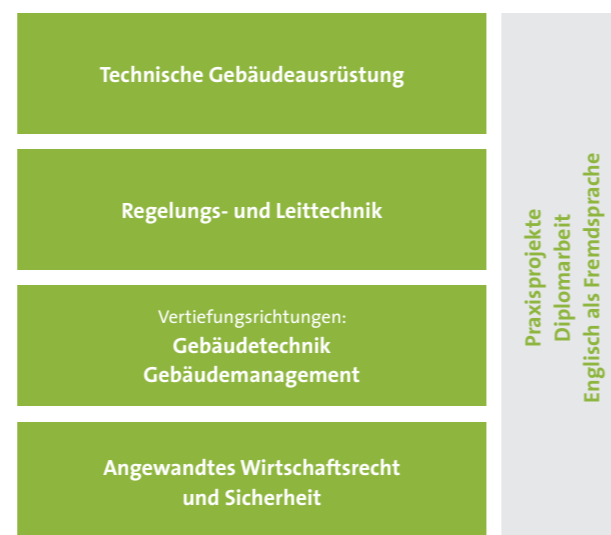 Technische Gebäudeausrüstung
Regelungs- und Leittechnik
Vertiefungsrichtungen:
Gebäudetechnik
Gebäudemanagement
Angewandtes Wirtschaftsrecht
und Sicherheit
Praxisprojekte
Diplomarbeit
Englisch als Fremdsprache